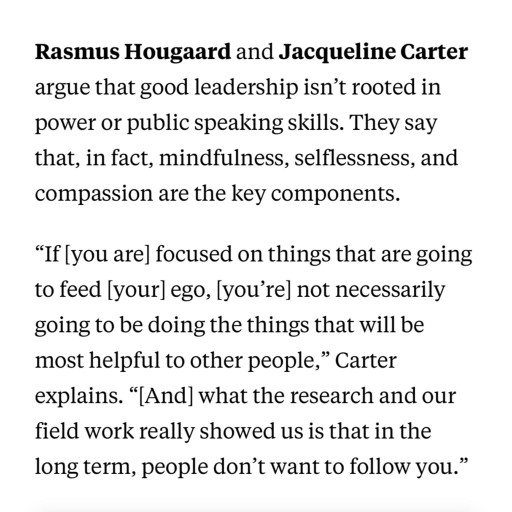 Rasmus Hougaard and Jacqueline Carter
argue that good leadership isn’t rooted in
power or public speaking skills. They say
that, in fact, mindfulness, selflessness, and
compassion are the key components.
“If [you are] focused on things that are going
to feed [your] ego, [you’re] not necessarily
going to be doing the things that will be
most helpful to other people,” Carter
explains. “[And] what the research and our
field work really showed us is that in the
long term, people don’t want to follow you.”